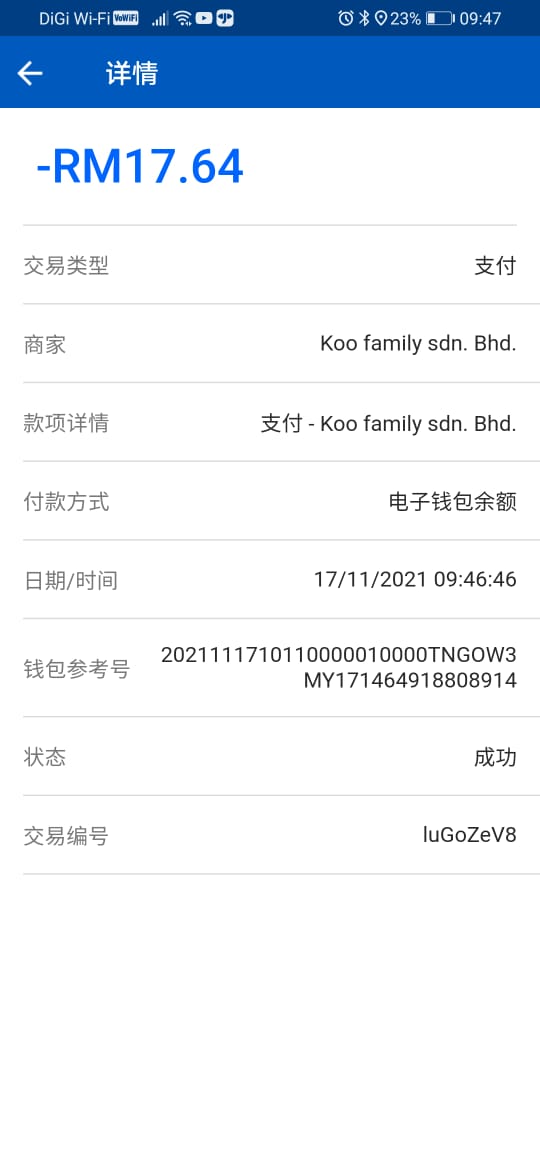 DiGi Wi-Fi VoWiFi 23% 09:47
详情
-RM17.64
交易类型 支付
商家 Koo family sdn. Bhd.
款项详情 支付 - Koo family sdn. Bhd.
付款方式 电子钱包余额
日期/时间 17/11/2021 09:46:46
钱包参考号 2021111710110000010000TNGOW3
MY171464918808914
状态 成功
交易编号 luGoZeV8